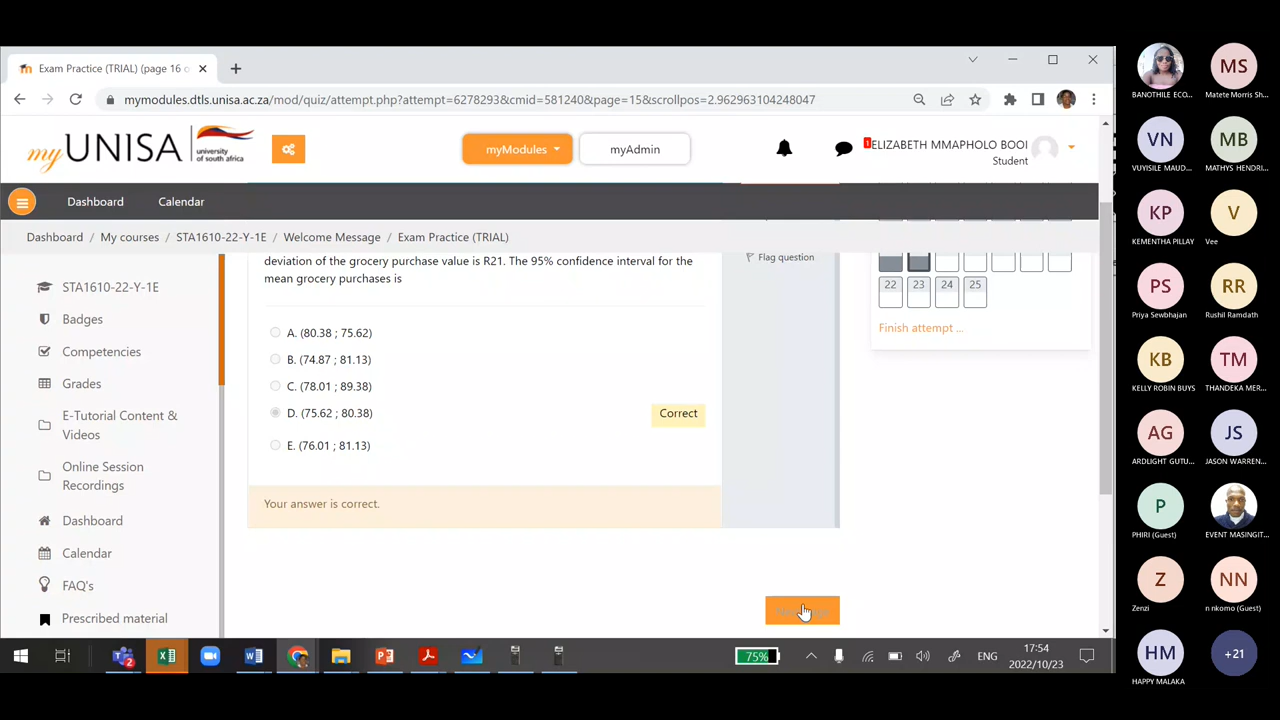 Exam Practice (TRIAL) (page 16 o
mymodules.dtls.unisa.ac.za/mod/quiz/attempt.php?attempt=6278293&cmid=581240&page=15&scrollpos=2.962963104248047
my UNISA university of south africa
myModules
myAdmin
1
ELIZABETH MMAPHOLO BOOI
Student
Dashboard
Calendar
Dashboard / My courses / STA1610-22-Y-1E / Welcome Message / Exam Practice (TRIAL)
STA1610-22-Y-1E
Badges
Competencies
Grades
E-Tutorial Content &
Videos
Online Session
Recordings
Dashboard
Calendar
FAQ's
Prescribed material
deviation of the grocery purchase value is R21. The 95% confidence interval for the
mean grocery purchases is
A. (80.38 ; 75.62)
B. (74.87 ; 81.13)
C. (78.01 ; 89.38)
D. (75.62 ; 80.38)
Correct
E. (76.01 ; 81.13)
Your answer is correct.
Flag question
22 23 24 25
Finish attempt ...
75%
ENG
17:54
2022/10/23
BANOTHILE ECO...
MS
Matete Morris Sh...
VN
VUYISILE MAUD...
MB
MATHYS HENDRI...
KP
KEMENTHA PILLAY
V
Vee
PS
Priya Sewbhajan
RR
Rushil Ramdath
KB
KELLY ROBIN BUYS
TM
THANDEKA MER...
AG
ARDLIGHT GUTU...
JS
JASON WARREN...
P
PHIRI (Guest)
EVENT MASINGIT...
Z
Zenzi
NN
n nkomo (Guest)
HM
HAPPY MALAKA
+21